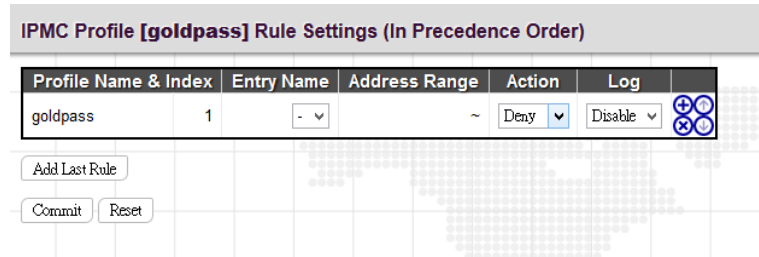 IPMC Profile [goldpass] Rule Settings (In Precedence Order)
Profile Name & Index Entry Name Address Range Action Log
goldpass 1 - ~ Deny Disable
Add Last Rule
Commit Reset